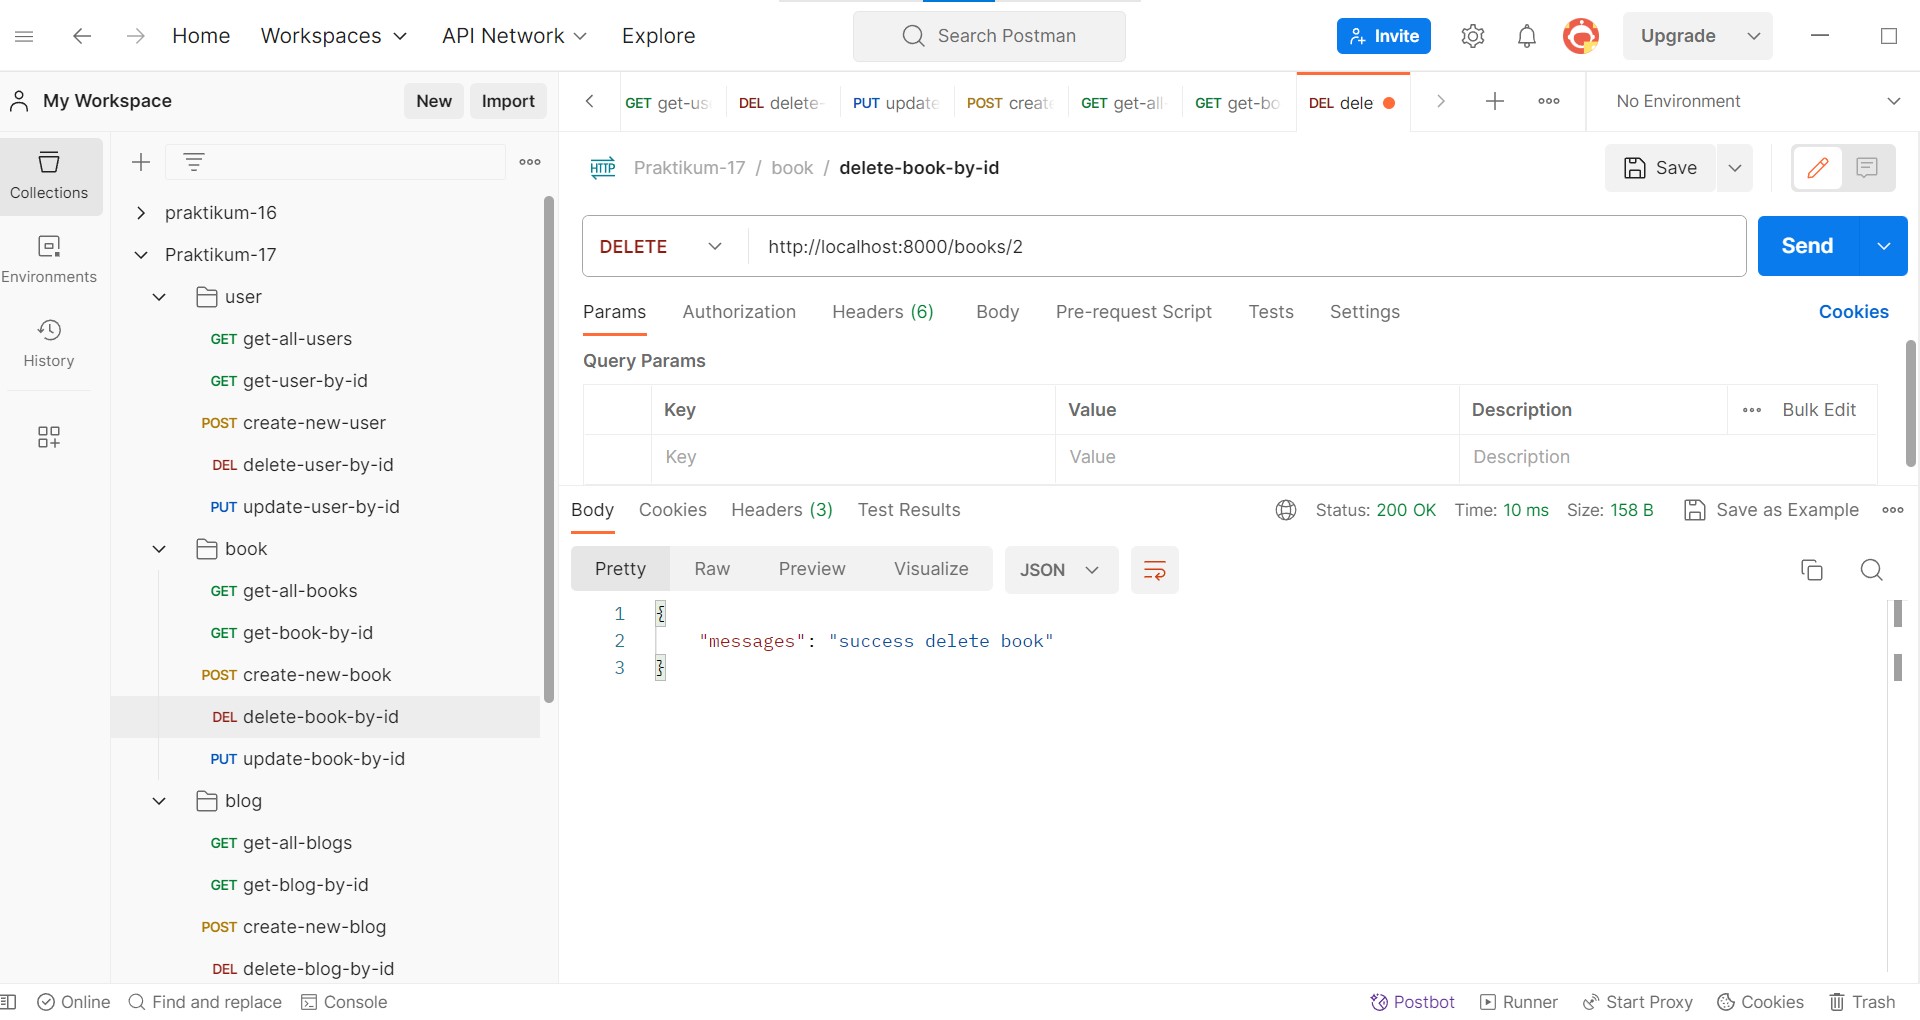 Home
Workspaces
API Network
Explore
Search Postman
Invite
Upgrade
My Workspace
New
Import
GET get-us
DEL delete-
PUT update
POST create
GET get-all-
GET get-bo
DEL dele
No Environment
Collections
Environments
History
praktikum-16
Praktikum-17
user
GET get-all-users
GET get-user-by-id
POST create-new-user
DEL delete-user-by-id
PUT update-user-by-id
book
GET get-all-books
GET get-book-by-id
POST create-new-book
DEL delete-book-by-id
PUT update-book-by-id
blog
GET get-all-blogs
GET get-blog-by-id
POST create-new-blog
DEL delete-blog-by-id
HTTP Praktikum-17 / book / delete-book-by-id
Save
DELETE
http://localhost:8000/books/2
Send
Params
Authorization
Headers (6)
Body
Pre-request Script
Tests
Settings
Cookies
Query Params
Key
Value
Description
Bulk Edit
Key
Value
Description
Body
Cookies
Headers (3)
Test Results
Status: 200 OK
Time: 10 ms
Size: 158 B
Save as Example
Pretty
Raw
Preview
Visualize
JSON
1 {
2 "messages": "success delete book"
3 }
Online
Find and replace
Console
Postbot
Runner
Start Proxy
Cookies
Trash